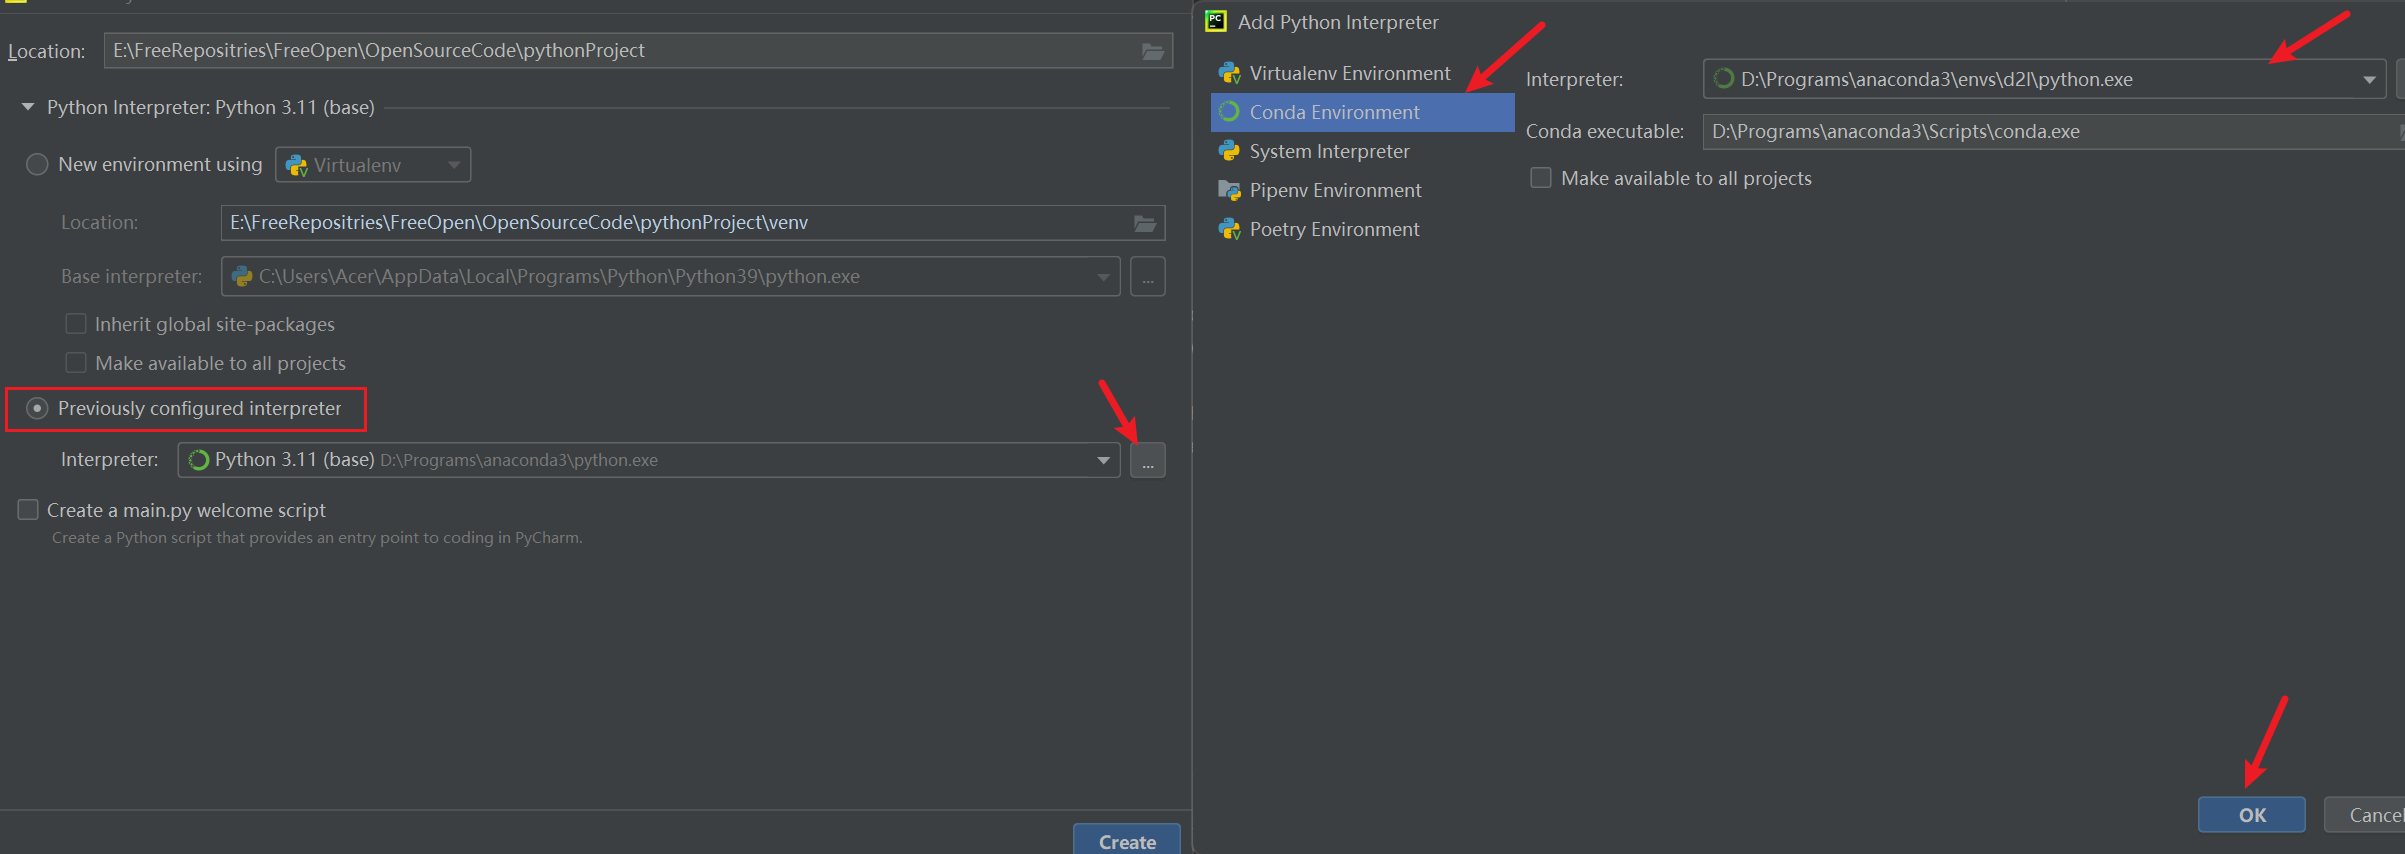 Location: E:\FreeRepositries\FreeOpen\OpenSourceCode\pythonProject
Python Interpreter: Python 3.11 (base)
New environment using Virtualenv
Location: E:\FreeRepositries\FreeOpen\OpenSourceCode\pythonProject\venv
Base interpreter: C:\Users\Acer\AppData\Local\Programs\Python\Python39\python.exe ...
Inherit global site-packages
Make available to all projects
Previously configured interpreter
Interpreter: Python 3.11 (base) D:\Programs\anaconda3\python.exe ...
Create a main.py welcome script
Create a Python script that provides an entry point to coding in PyCharm.
Create
PC Add Python Interpreter
Virtualenv Environment
Conda Environment
System Interpreter
Pipenv Environment
Poetry Environment
Interpreter: D:\Programs\anaconda3\envs\d2l\python.exe
Conda executable: D:\Programs\anaconda3\Scripts\conda.exe
Make available to all projects
OK
Cancel